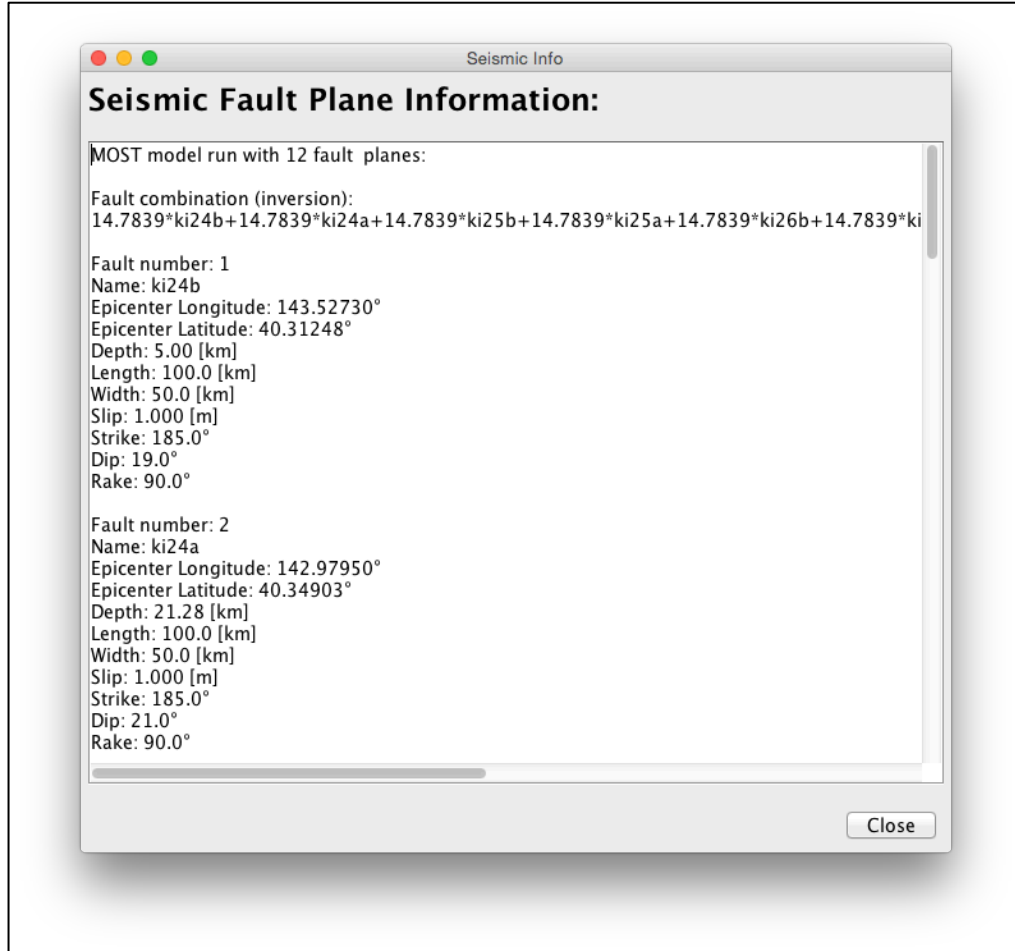 Seismic Info
Seismic Fault Plane Information:
MOST model run with 12 fault  planes:
Fault combination (inversion):
14.7839*ki24b+14.7839*ki24a+14.7839*ki25b+14.7839*ki25a+14.7839*ki26b+14.7839*ki
Fault number: 1
Name: ki24b
Epicenter Longitude: 143.52730°
Epicenter Latitude: 40.31248°
Depth: 5.00 [km]
Length: 100.0 [km]
Width: 50.0 [km]
Slip: 1.000 [m]
Strike: 185.0°
Dip: 19.0°
Rake: 90.0°
Fault number: 2
Name: ki24a
Epicenter Longitude: 142.97950°
Epicenter Latitude: 40.34903°
Depth: 21.28 [km]
Length: 100.0 [km]
Width: 50.0 [km]
Slip: 1.000 [m]
Strike: 185.0°
Dip: 21.0°
Rake: 90.0°
Close